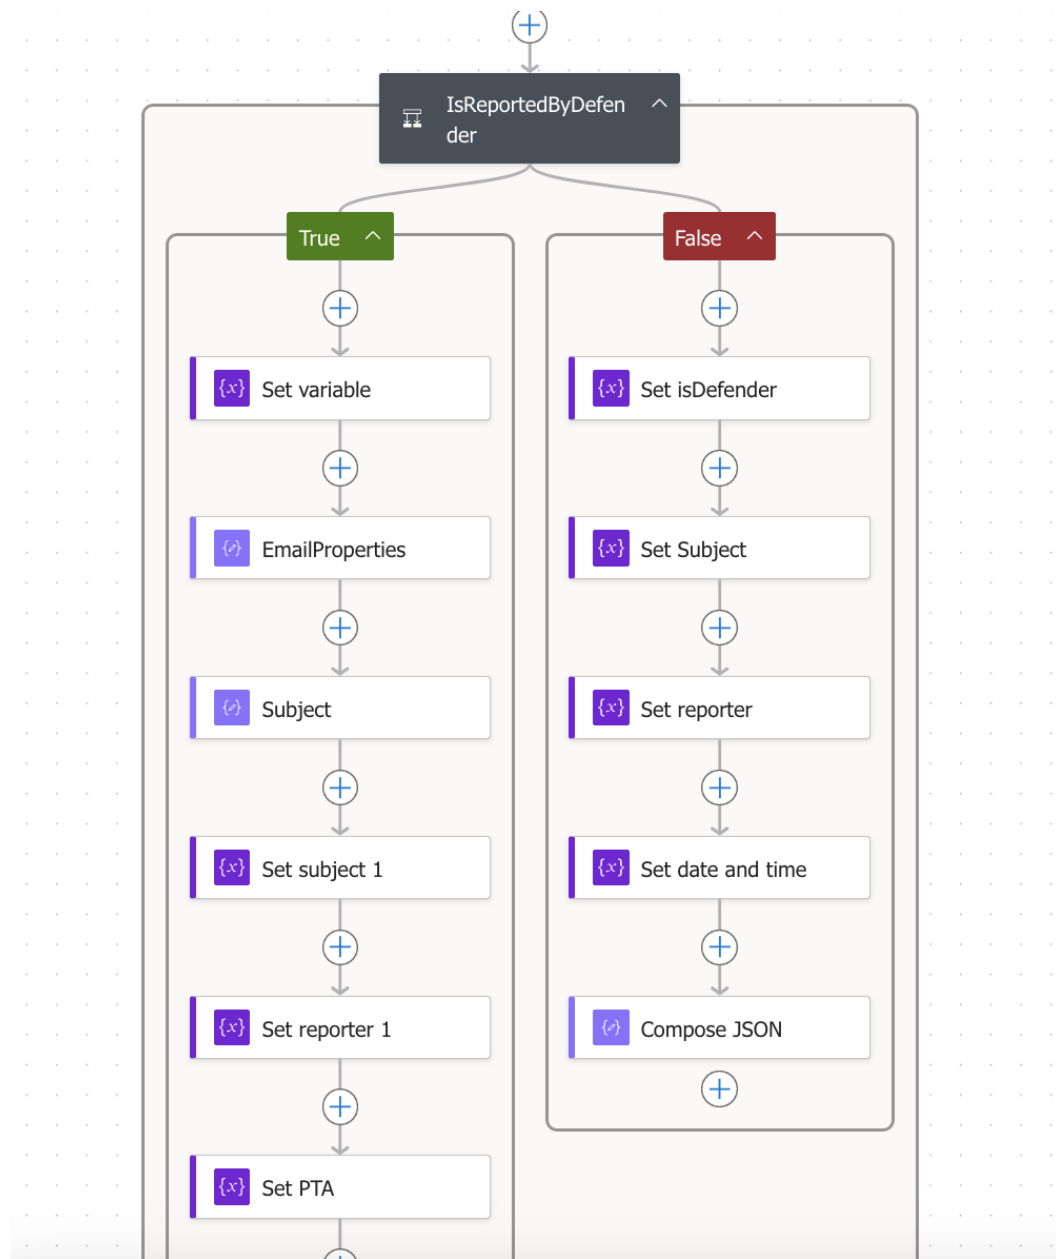 IsReportedByDefen
der
True
False
{x} Set variable
{x} Set isDefender
EmailProperties
{x} Set Subject
Subject
{x} Set reporter
{x} Set subject 1
{x} Set date and time
{x} Set reporter 1
Compose JSON
{x} Set PTA